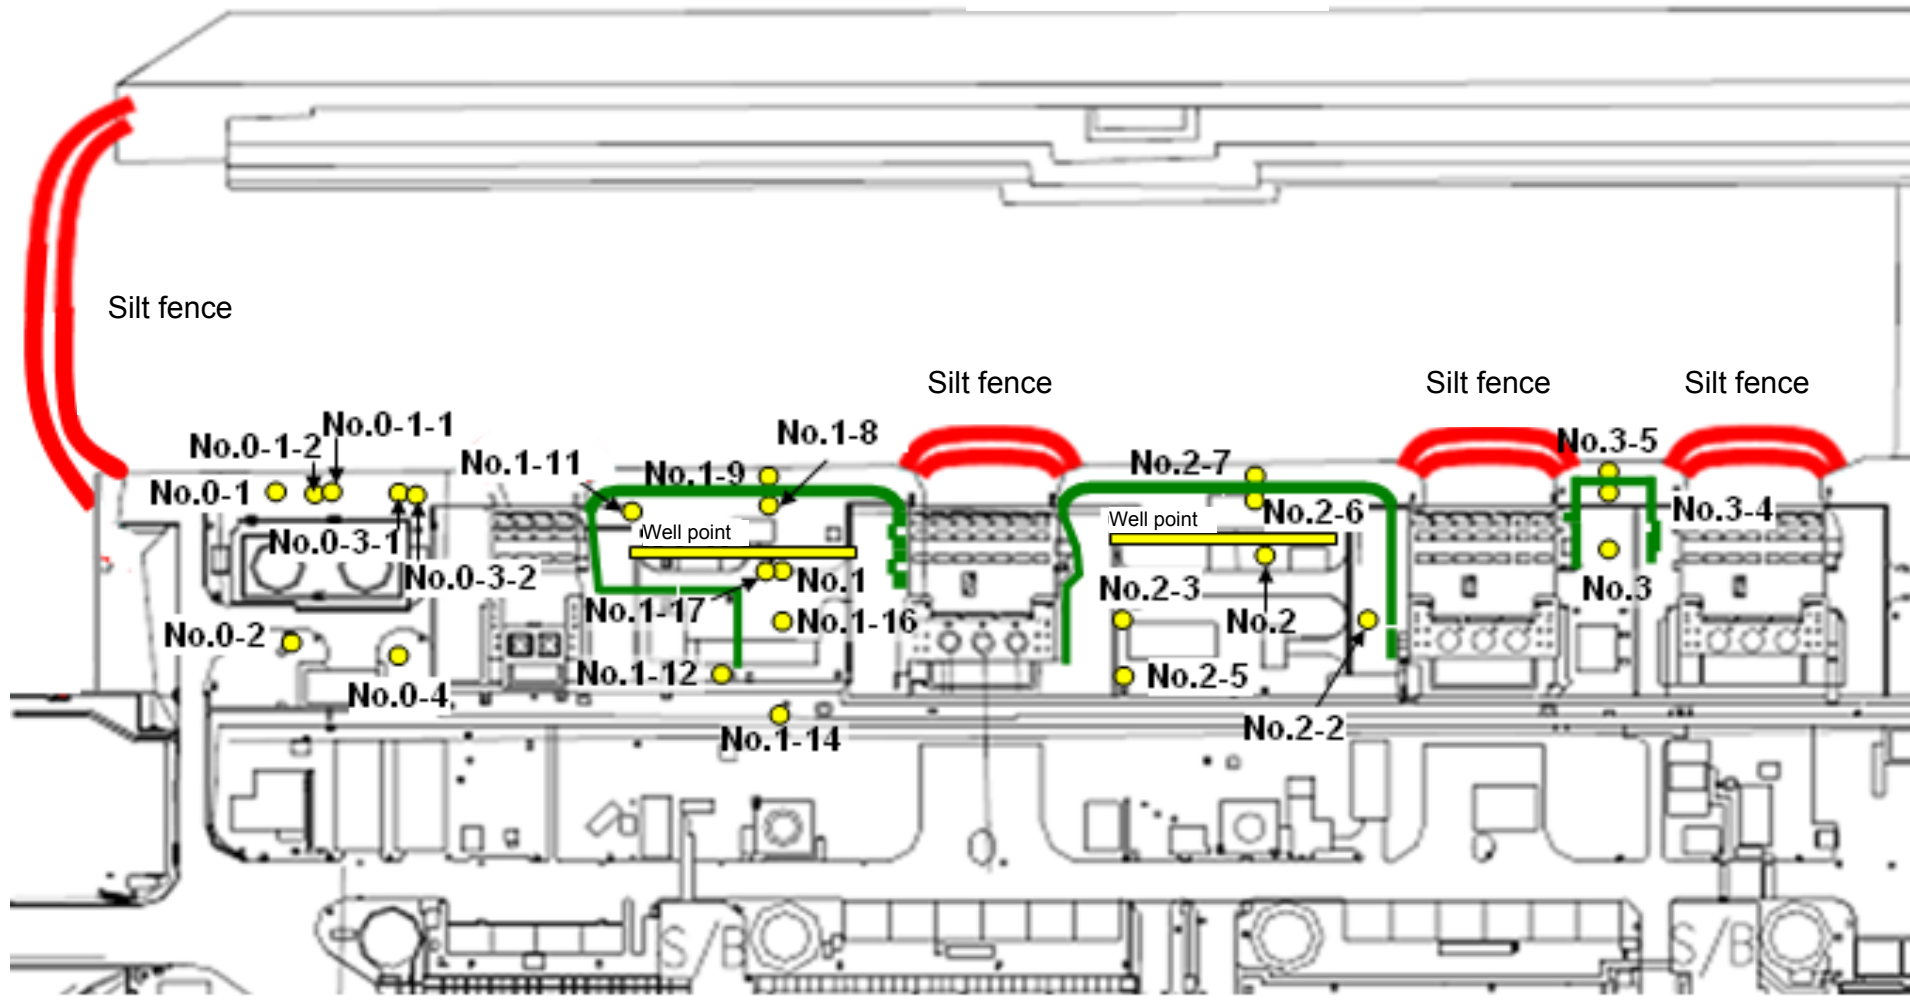 Silt fence
Silt fence
Silt fence
Silt fence
No.0-1-2
No.0-1-1
No.0-1
No.1-11
No.1-9
No.1-8
No.2-7
No.3-5
No.0-3-1
No.0-3-2
Well point
Well point
No.2-6
No.3-4
No.1-17
No.1
No.1-16
No.2-3
No.2
No.3
No.0-2
No.0-4
No.1-12
No.1-14
No.2-5
No.2-2
S/B
S/B